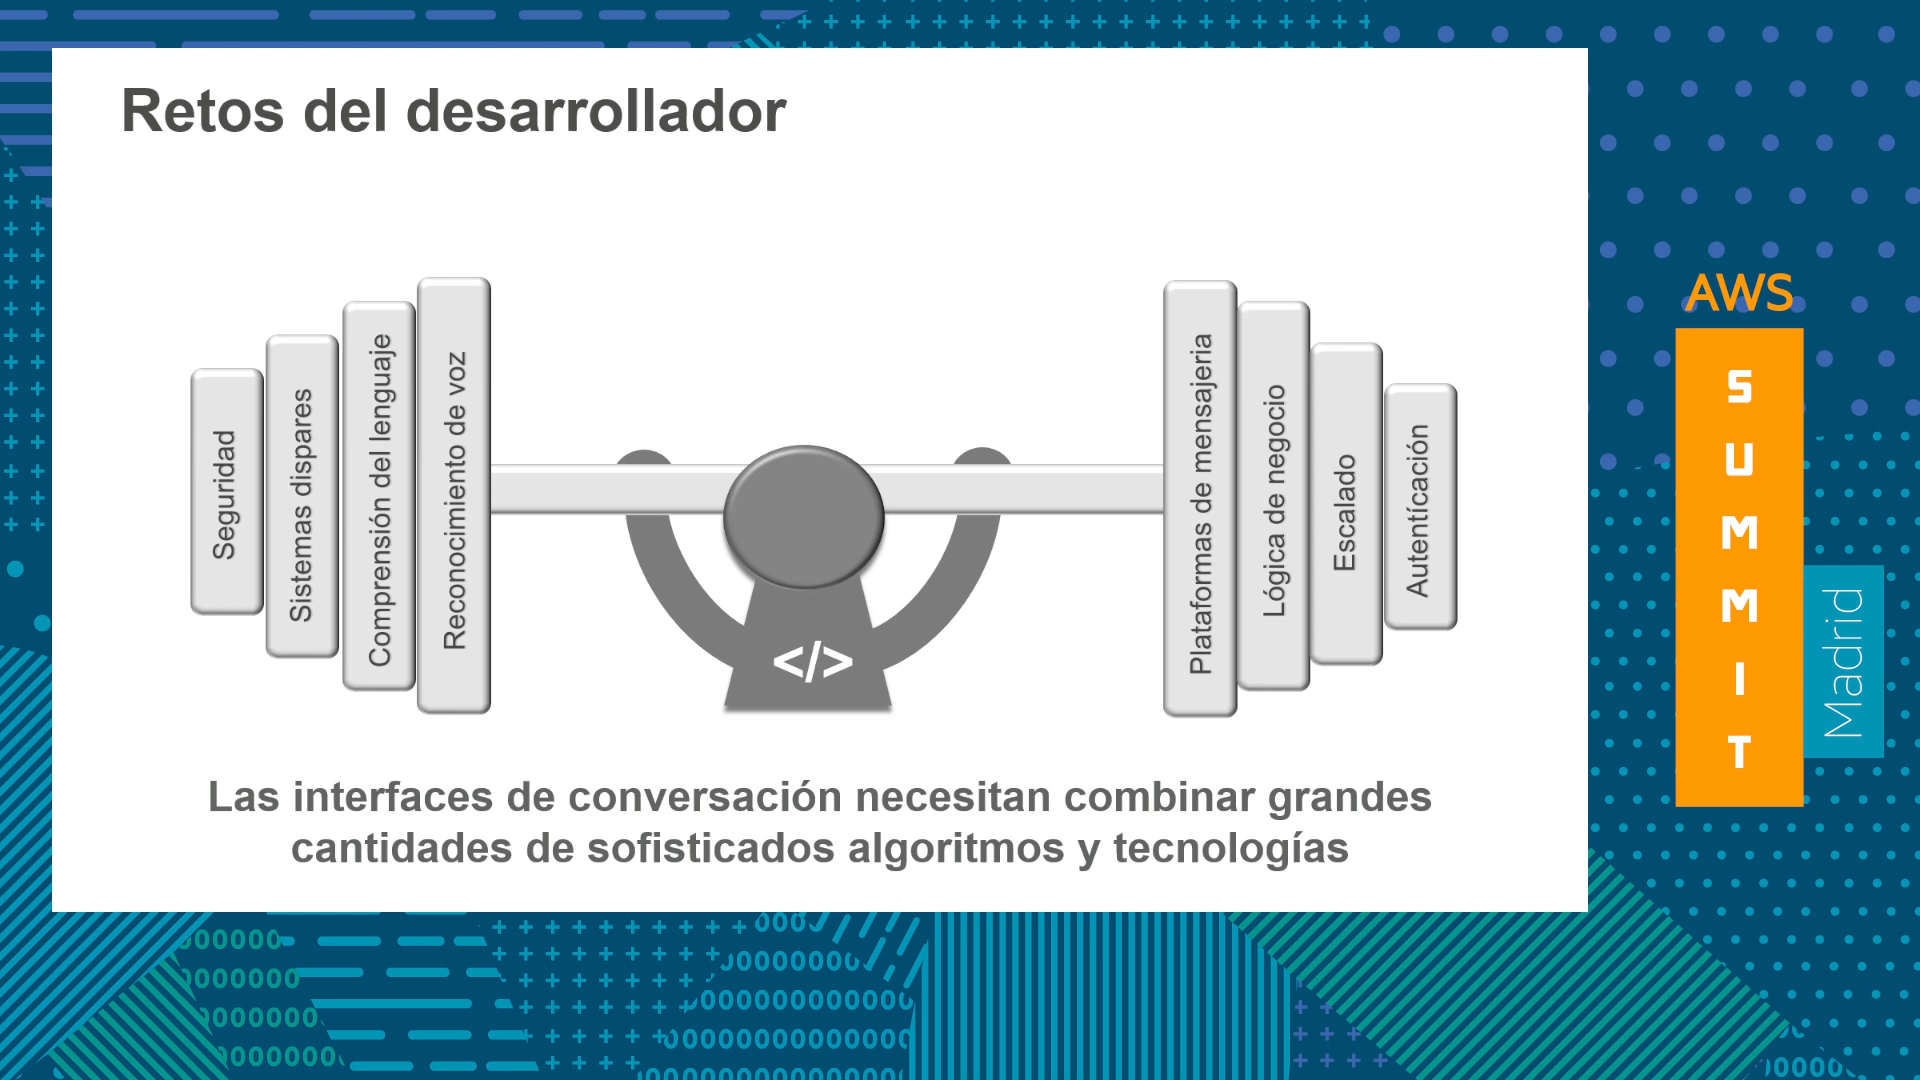 Retos del desarrollador
Seguridad
Sistemas dispares
Comprensión del lenguaje
Reconocimiento de voz
</>
Plataformas de mensajeria
Lógica de negocio
Escalado
Autentícación
Las interfaces de conversación necesitan combinar grandes
cantidades de sofisticados algoritmos y tecnologías
AWS
SUMMIT
Madrid